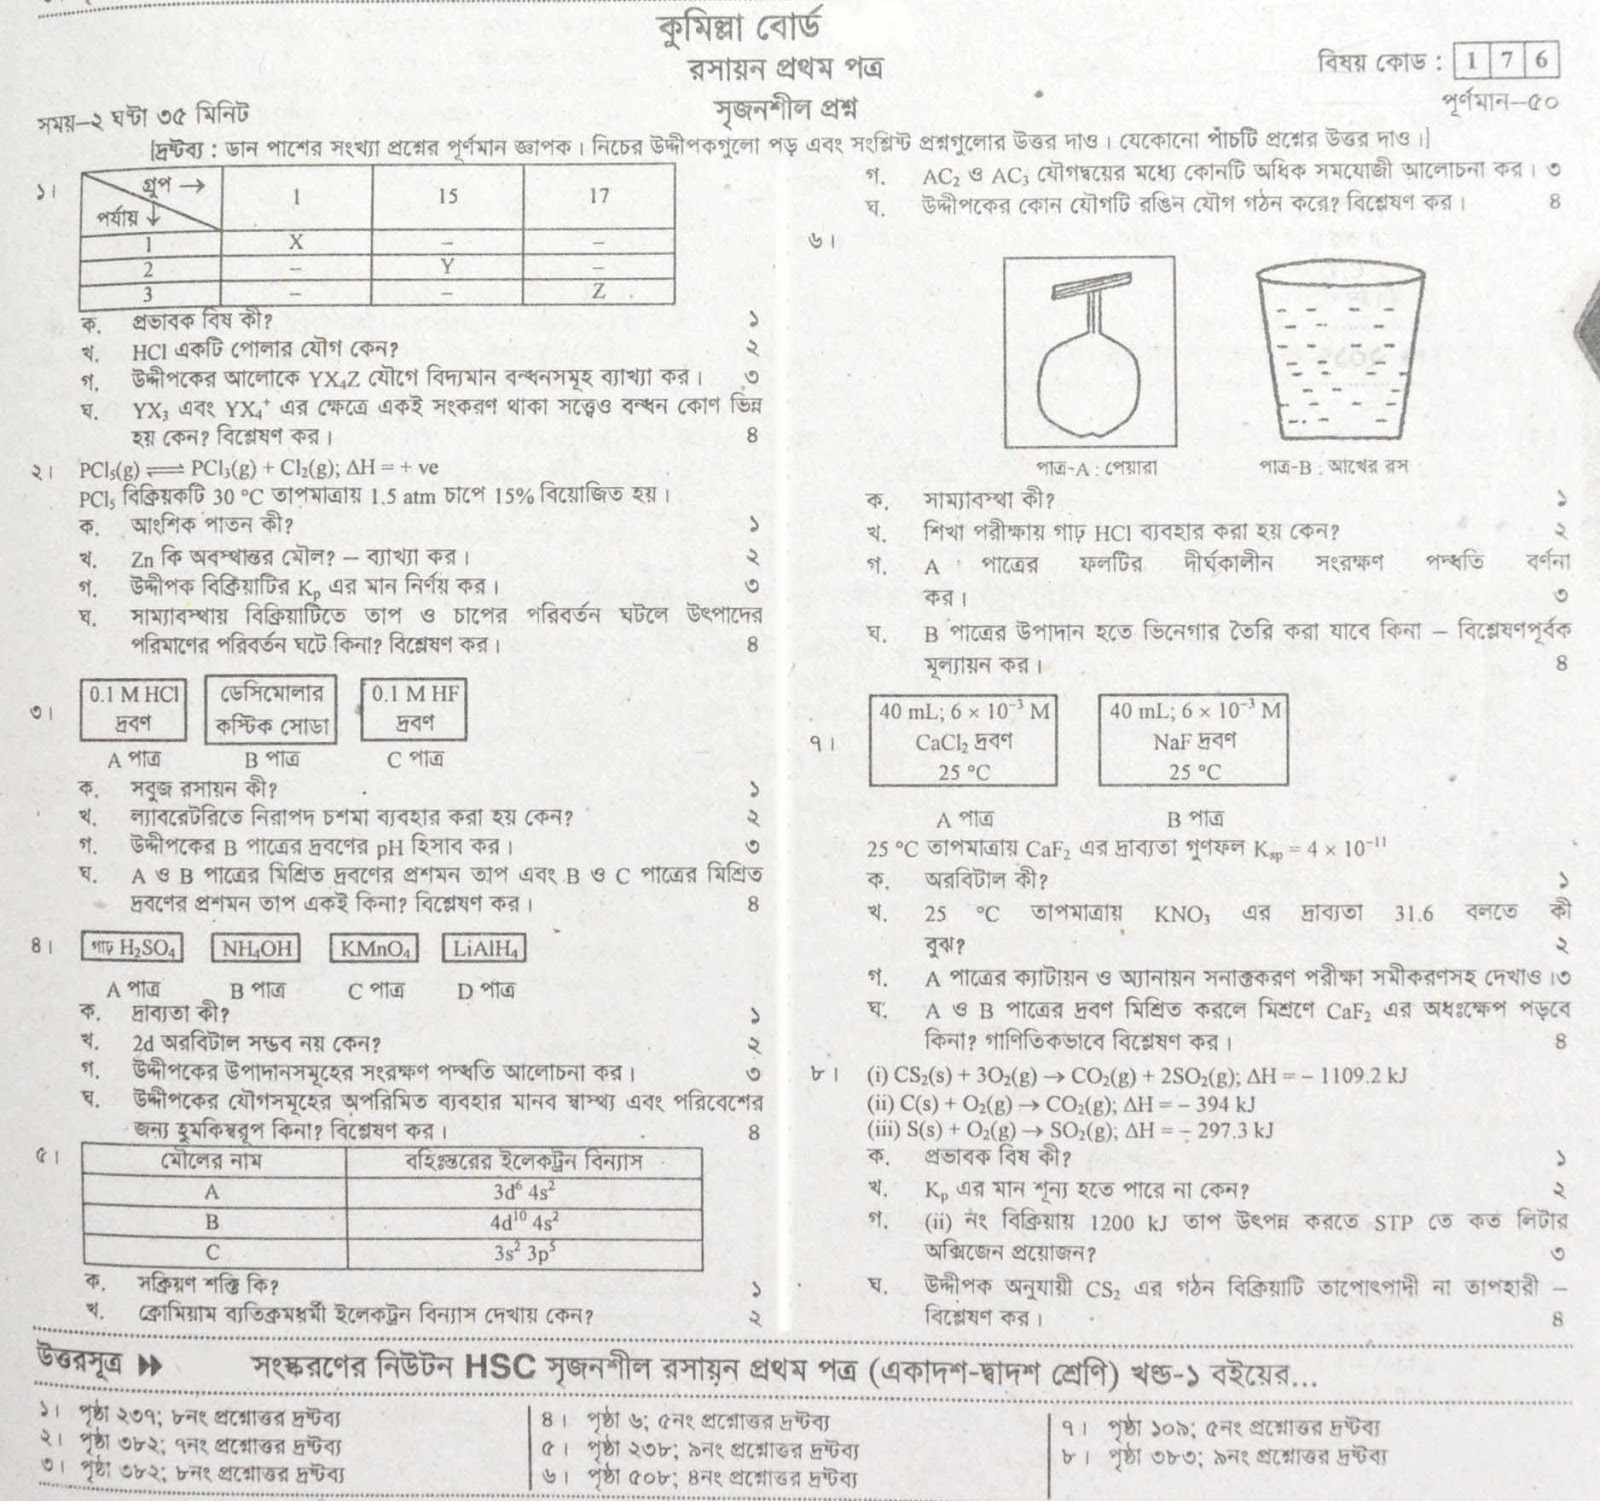 কুমিল্লা বোর্ড
রসায়ন প্রথম পত্র
বিষয় কোড : 1 7 6
সৃজনশীল প্রশ্ন
সময়—২ ঘণ্টা ৩৫ মিনিট
পূর্ণমান—৫০
[দ্রষ্টব্য : ডান পাশের সংখ্যা প্রশ্নের পূর্ণমান জ্ঞাপক। নিচের উদ্দীপকগুলো পড় এবং সংশ্লিষ্ট প্রশ্নগুলোর উত্তর দাও। যেকোনো পাঁচটি প্রশ্নের উত্তর দাও।]
১। গ্রুপ → 1 15 17
পর্যায় ↓
1 X – –
2 – Y –
3 – – Z
ক. প্রভাবক বিষ কী? ১
খ. HCl একটি পোলার যৌগ কেন? ২
গ. উদ্দীপকের আলোকে YX₄Z যৌগে বিদ্যমান বন্ধনসমূহ ব্যাখ্যা কর। ৩
ঘ. YX₃ এবং YX₄⁺ এর ক্ষেত্রে একই সংকরণ থাকা সত্ত্বেও বন্ধন কোণ ভিন্ন
হয় কেন? বিশ্লেষণ কর। ৪
২। PCl₅(g) ⇌ PCl₃(g) + Cl₂(g); ΔH = + ve
PCl₅ বিক্রিয়কটি 30 °C তাপমাত্রায় 1.5 atm চাপে 15% বিয়োজিত হয়।
ক. আংশিক পাতন কী? ১
খ. Zn কি অবস্থান্তর মৌল? — ব্যাখ্যা কর। ২
গ. উদ্দীপক বিক্রিয়াটির Kₚ এর মান নির্ণয় কর। ৩
ঘ. সাম্যাবস্থায় বিক্রিয়াটিতে তাপ ও চাপের পরিবর্তন ঘটলে উৎপাদের
পরিমাণের পরিবর্তন ঘটে কিনা? বিশ্লেষণ কর। ৪
৩। 0.1 M HCl দ্রবণ ডেসিমোলার কস্টিক সোডা 0.1 M HF দ্রবণ
A পাত্র B পাত্র C পাত্র
ক. সবুজ রসায়ন কী? ১
খ. ল্যাবরেটরিতে নিরাপদ চশমা ব্যবহার করা হয় কেন? ২
গ. উদ্দীপকের B পাত্রের দ্রবণের pH হিসাব কর। ৩
ঘ. A ও B পাত্রের মিশ্রিত দ্রবণের প্রশমন তাপ এবং B ও C পাত্রের মিশ্রিত
দ্রবণের প্রশমন তাপ একই কিনা? বিশ্লেষণ কর। ৪
৪। গাঢ় H₂SO₄ NH₄OH KMnO₄ LiAlH₄
A পাত্র B পাত্র C পাত্র D পাত্র
ক. দ্রাব্যতা কী? ১
খ. 2d অরবিটাল সম্ভব নয় কেন? ২
গ. উদ্দীপকের উপাদানসমূহের সংরক্ষণ পদ্ধতি আলোচনা কর। ৩
ঘ. উদ্দীপকের যৌগসমূহের অপরিমিত ব্যবহার মানব স্বাস্থ্য এবং পরিবেশের
জন্য হুমকিস্বরূপ কিনা? বিশ্লেষণ কর। ৪
৫। মৌলের নাম বহিঃস্তরের ইলেকট্রন বিন্যাস
A 3d⁶ 4s²
B 4d¹⁰ 4s²
C 3s² 3p⁵
ক. সক্রিয়ণ শক্তি কি? ১
খ. ক্রোমিয়াম ব্যতিক্রমধর্মী ইলেকট্রন বিন্যাস দেখায় কেন? ২
গ. AC₂ ও AC₃ যৌগদ্বয়ের মধ্যে কোনটি অধিক সমযোজী আলোচনা কর। ৩
ঘ. উদ্দীপকের কোন যৌগটি রঙিন যৌগ গঠন করে? বিশ্লেষণ কর। ৪
৬।
পাত্র-A : পেয়ারা পাত্র-B : আখের রস
ক. সাম্যাবস্থা কী? ১
খ. শিখা পরীক্ষায় গাঢ় HCl ব্যবহার করা হয় কেন? ২
গ. A পাত্রের ফলটির দীর্ঘকালীন সংরক্ষণ পদ্ধতি বর্ণনা
কর। ৩
ঘ. B পাত্রের উপাদান হতে ভিনেগার তৈরি করা যাবে কিনা – বিশ্লেষণপূর্বক
মূল্যায়ন কর। ৪
৭। 40 mL; 6 × 10⁻³ M CaCl₂ দ্রবণ 25 °C 40 mL; 6 × 10⁻³ M NaF দ্রবণ 25 °C
A পাত্র B পাত্র
25 °C তাপমাত্রায় CaF₂ এর দ্রাব্যতা গুণফল Kₛₚ = 4 × 10⁻¹¹
ক. অরবিটাল কী? ১
খ. 25 °C তাপমাত্রায় KNO₃ এর দ্রাব্যতা 31.6 বলতে কী
বুঝ? ২
গ. A পাত্রের ক্যাটায়ন ও অ্যানায়ন সনাক্তকরণ পরীক্ষা সমীকরণসহ দেখাও।৩
ঘ. A ও B পাত্রের দ্রবণ মিশ্রিত করলে মিশ্রণে CaF₂ এর অধঃক্ষেপ পড়বে
কিনা? গাণিতিকভাবে বিশ্লেষণ কর। ৪
৮। (i) CS₂(s) + 3O₂(g) → CO₂(g) + 2SO₂(g); ΔH = – 1109.2 kJ
(ii) C(s) + O₂(g) → CO₂(g); ΔH = – 394 kJ
(iii) S(s) + O₂(g) → SO₂(g); ΔH = – 297.3 kJ
ক. প্রভাবক বিষ কী? ১
খ. Kₚ এর মান শূন্য হতে পারে না কেন? ২
গ. (ii) নং বিক্রিয়ায় 1200 kJ তাপ উৎপন্ন করতে STP তে কত লিটার
অক্সিজেন প্রয়োজন? ৩
ঘ. উদ্দীপক অনুযায়ী CS₂ এর গঠন বিক্রিয়াটি তাপোৎপাদী না তাপহারী –
বিশ্লেষণ কর। ৪
উত্তরসূত্র সংস্করণের নিউটন HSC সৃজনশীল রসায়ন প্রথম পত্র (একাদশ-দ্বাদশ শ্রেণি) খণ্ড-১ বইয়ের...
১। পৃষ্ঠা ২৩৭; ৮নং প্রশ্নোত্তর দ্রষ্টব্য
২। পৃষ্ঠা ৩৮২; ৭নং প্রশ্নোত্তর দ্রষ্টব্য
৩। পৃষ্ঠা ৩৮২; ৮নং প্রশ্নোত্তর দ্রষ্টব্য
৪। পৃষ্ঠা ৬; ৫নং প্রশ্নোত্তর দ্রষ্টব্য
৫। পৃষ্ঠা ২৩৮; ৯নং প্রশ্নোত্তর দ্রষ্টব্য
৬। পৃষ্ঠা ৫০৮; ৪নং প্রশ্নোত্তর দ্রষ্টব্য
৭। পৃষ্ঠা ১০৯; ৫নং প্রশ্নোত্তর দ্রষ্টব্য
৮। পৃষ্ঠা ৩৮৩; ৯নং প্রশ্নোত্তর দ্রষ্টব্য